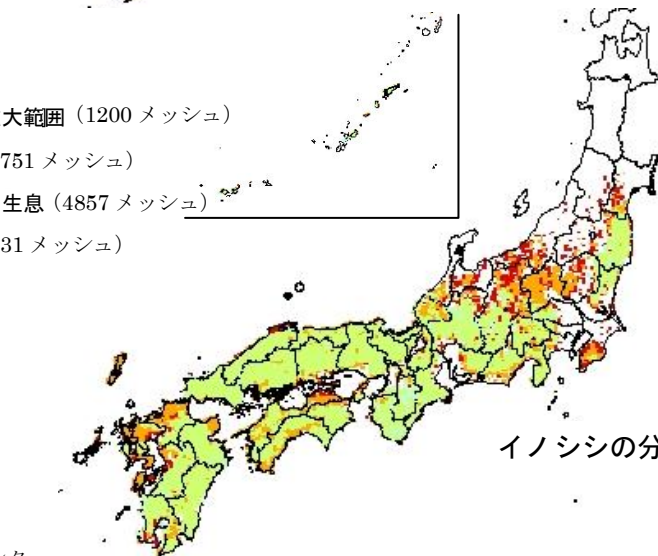 大範囲（1200 メッシュ）
751 メッシュ）
生息（4857 メッシュ）
31 メッシュ）
イノシシの分